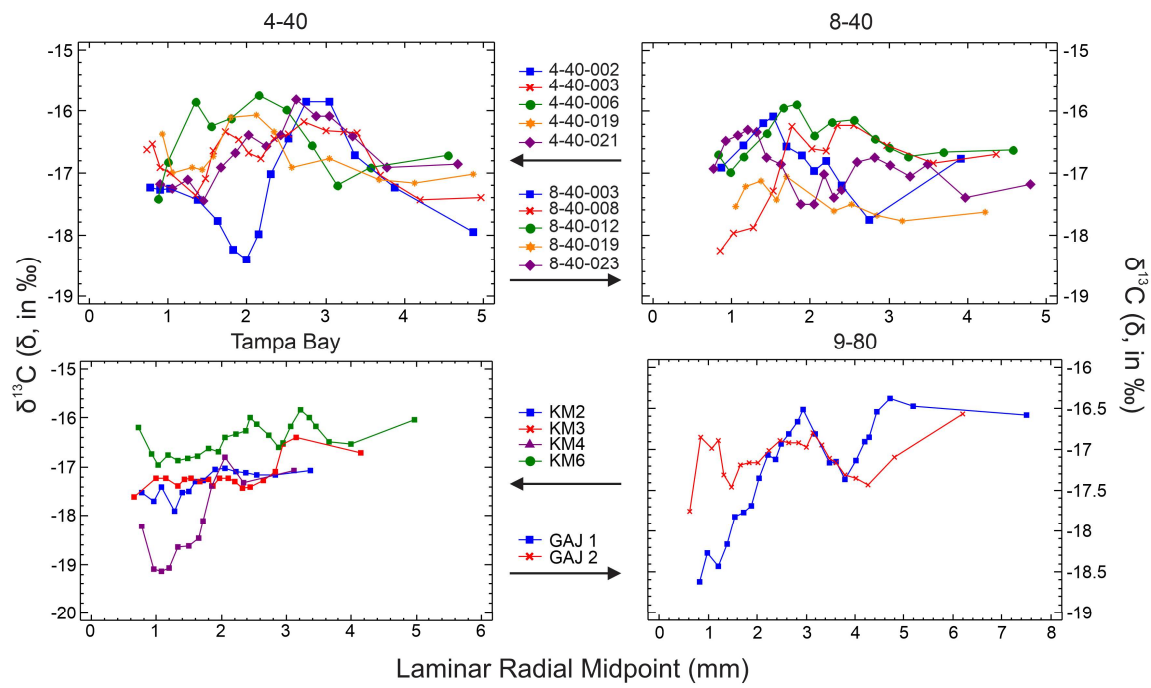 4-40
8-40
-15
-16
-17
-18
-19
0 1 2 3 4 5
4-40-002
4-40-003
4-40-006
4-40-019
4-40-021
8-40-003
8-40-008
8-40-012
8-40-019
8-40-023
-15
-16
-17
-18
-19
0 1 2 3 4 5
δ¹³C (δ, in ‰)
δ¹³C (δ, in ‰)
Tampa Bay
9-80
-15
-16
-17
-18
-19
-20
0 1 2 3 4 5 6
KM2
KM3
KM4
KM6
GAJ 1
GAJ 2
-16
-16.5
-17
-17.5
-18
-18.5
-19
0 1 2 3 4 5 6 7 8
Laminar Radial Midpoint (mm)